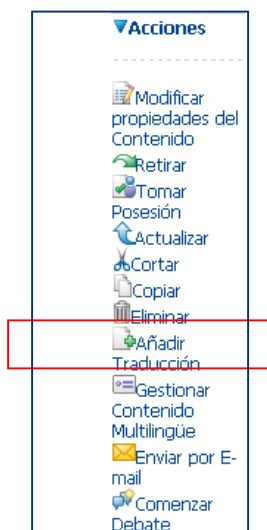 Acciones
Modificar
propiedades del
Contenido
Retirar
Tomar
Posesión
Actualizar
Cortar
Copiar
Eliminar
Añadir
Traducción
Gestionar
Contenido
Multilingüe
Enviar por E-
mail
Comenzar
Debate